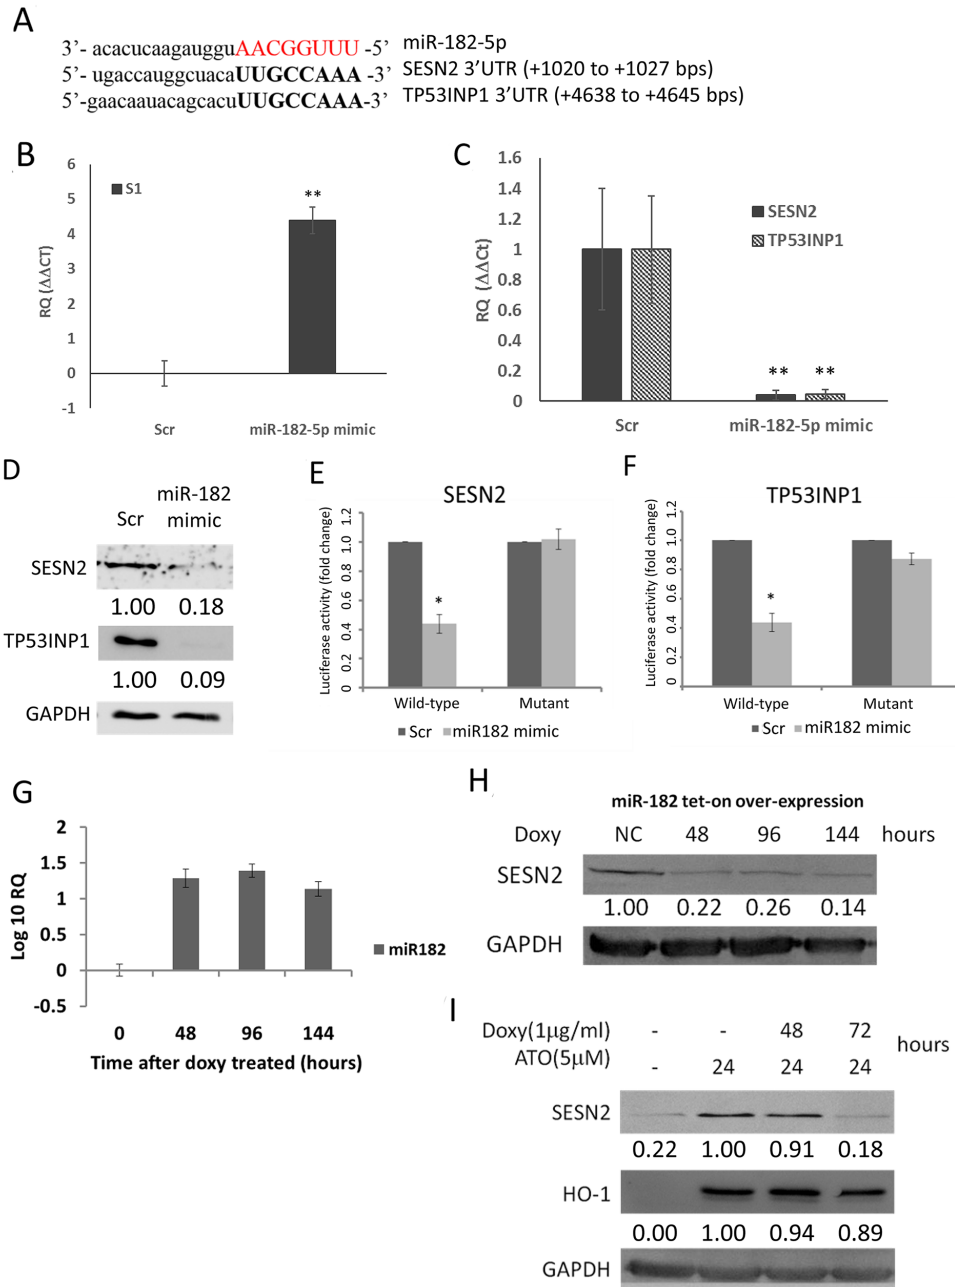 A
3'- acacucaagaugguAACGGUUU -5' miR-182-5p
5'- ugaccauggcuacaUUGCCAAA -3' SESN2 3'UTR (+1020 to +1027 bps)
5'-gaacaauacagcacuUUGCCAAA-3' TP53INP1 3'UTR (+4638 to +4645 bps)
B
6
5
4
3
2
1
0
-1
RQ (ΔΔCT)
S1
**
Scr miR-182-5p mimic
C
1.6
1.4
1.2
1
0.8
0.6
0.4
0.2
0
RQ (ΔΔCt)
SESN2
TP53INP1
** **
Scr miR-182-5p mimic
D
miR-182
Scr mimic
SESN2
1.00 0.18
TP53INP1
1.00 0.09
GAPDH
E
SESN2
Luciferase activity (fold change)
1.2
1.0
0.8
0.6
0.4
0.2
0
*
Wild-type Mutant
Scr miR182 mimic
F
TP53INP1
Luciferase activity (fold change)
1.2
1.0
0.8
0.6
0.4
0.2
0
*
Wild-type Mutant
Scr miR182 mimic
G
2
1.5
1
0.5
0
-0.5
Log 10 RQ
miR182
0 48 96 144
Time after doxy treated (hours)
H
miR-182 tet-on over-expression
Doxy NC 48 96 144 hours
SESN2
1.00 0.22 0.26 0.14
GAPDH
I
Doxy(1μg/ml) - - 48 72
hours
ATO(5μM) - 24 24 24
SESN2
0.22 1.00 0.91 0.18
HO-1
0.00 1.00 0.94 0.89
GAPDH